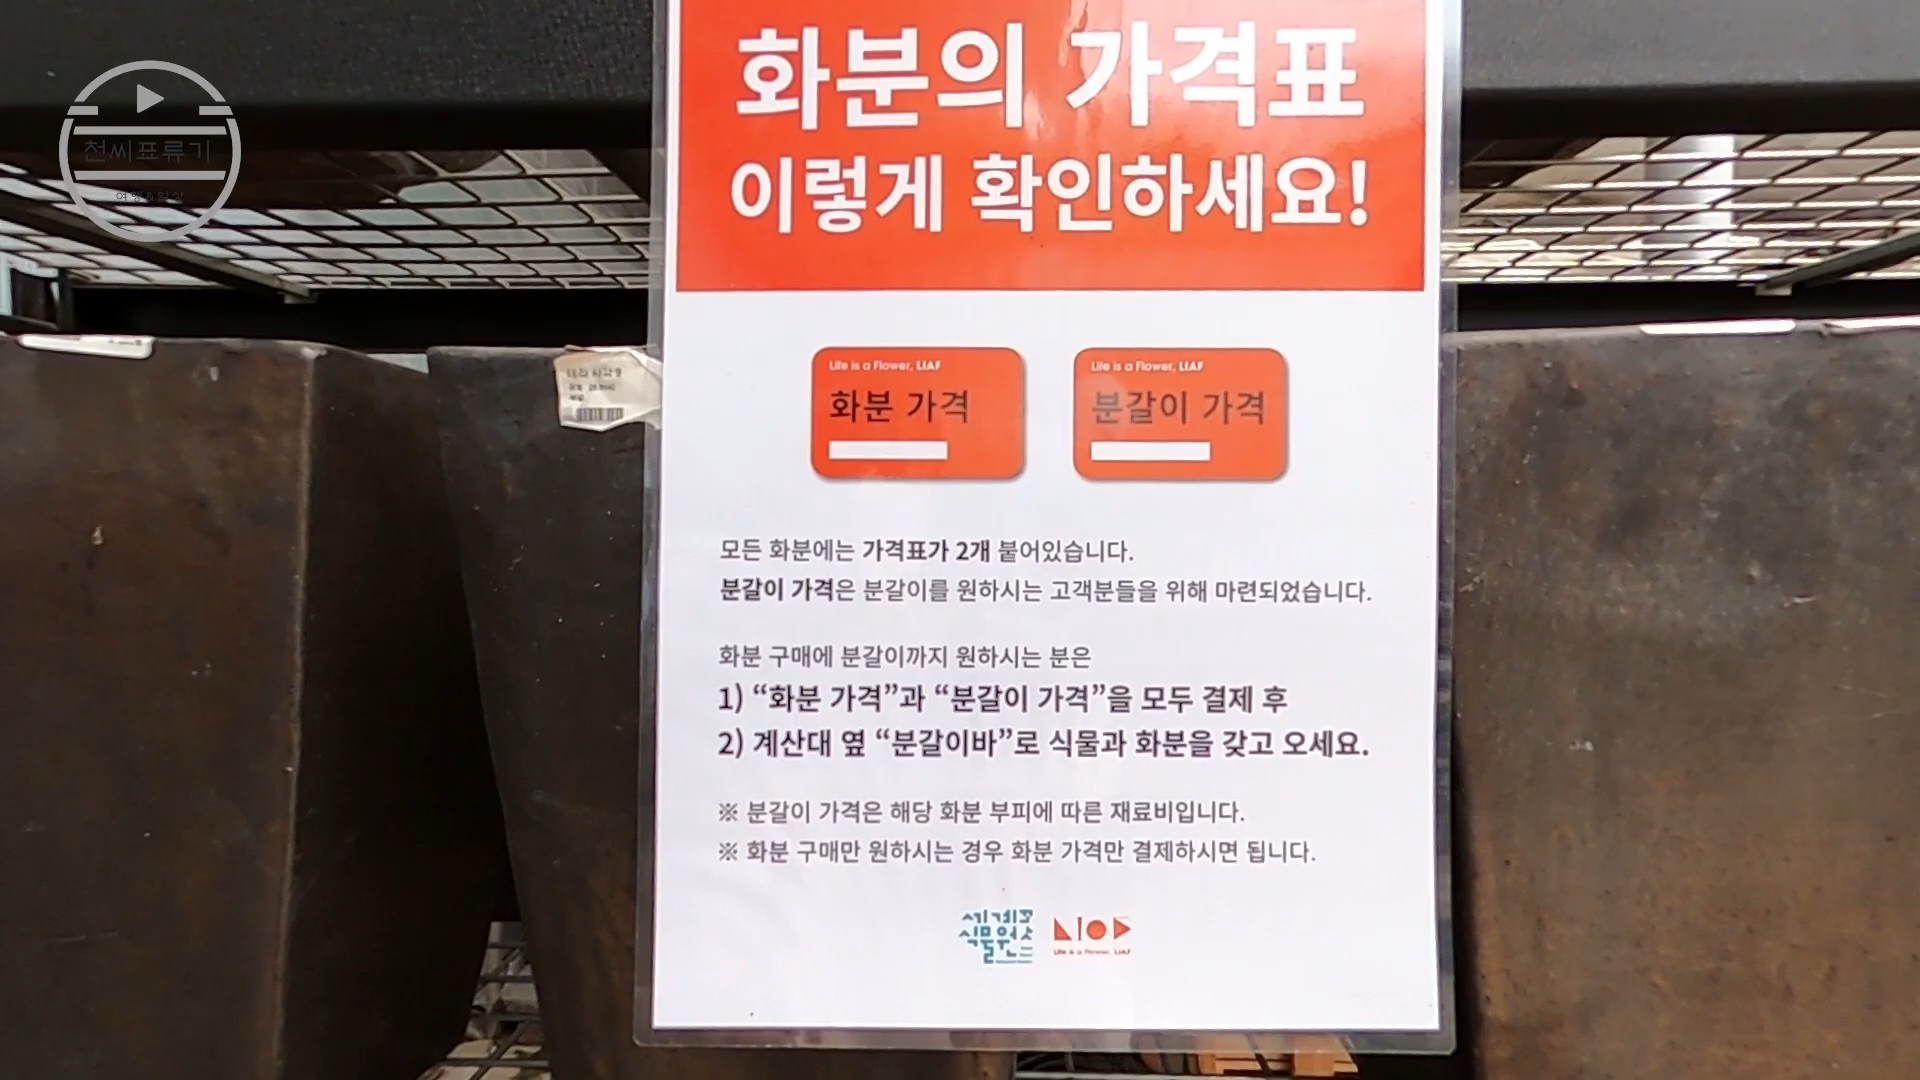 천씨표류기
화분의 가격표
이렇게 확인하세요!
Life is a Flower, LIAF
화분 가격
Life is a Flower, LIAF
분갈이 가격
모든 화분에는 가격표가 2개 붙어있습니다.
분갈이 가격은 분갈이를 원하시는 고객분들을 위해 마련되었습니다.
화분 구매에 분갈이까지 원하시는 분은
1) “화분 가격”과 “분갈이 가격”을 모두 결제 후
2) 계산대 옆 “분갈이바”로 식물과 화분을 갖고 오세요.
※ 분갈이 가격은 해당 화분 부피에 따른 재료비입니다.
※ 화분 구매만 원하시는 경우 화분 가격만 결제하시면 됩니다.
Life is a Flower, LIAF